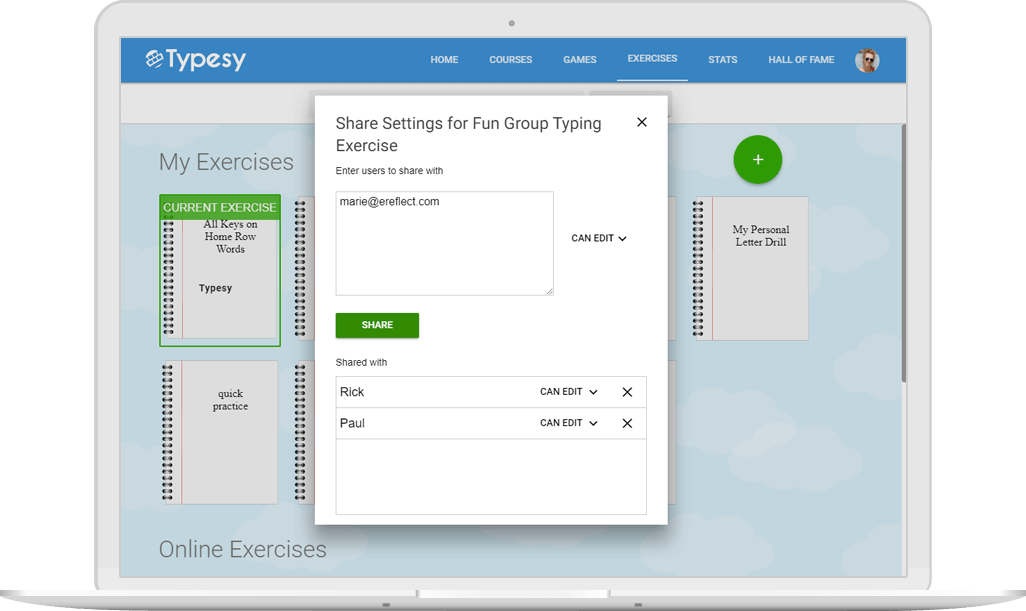 Typesy
HOME COURSES GAMES EXERCISES STATS HALL OF FAME
Share Settings for Fun Group Typing
Exercise
Enter users to share with
marie@ereflect.com
CAN EDIT
SHARE
Shared with
Rick CAN EDIT
Paul CAN EDIT
My Exercises
+
CURRENT EXERCISE
All Keys on
Home Row
Words
Typesy
My Personal
Letter Drill
quick
practice
Online Exercises